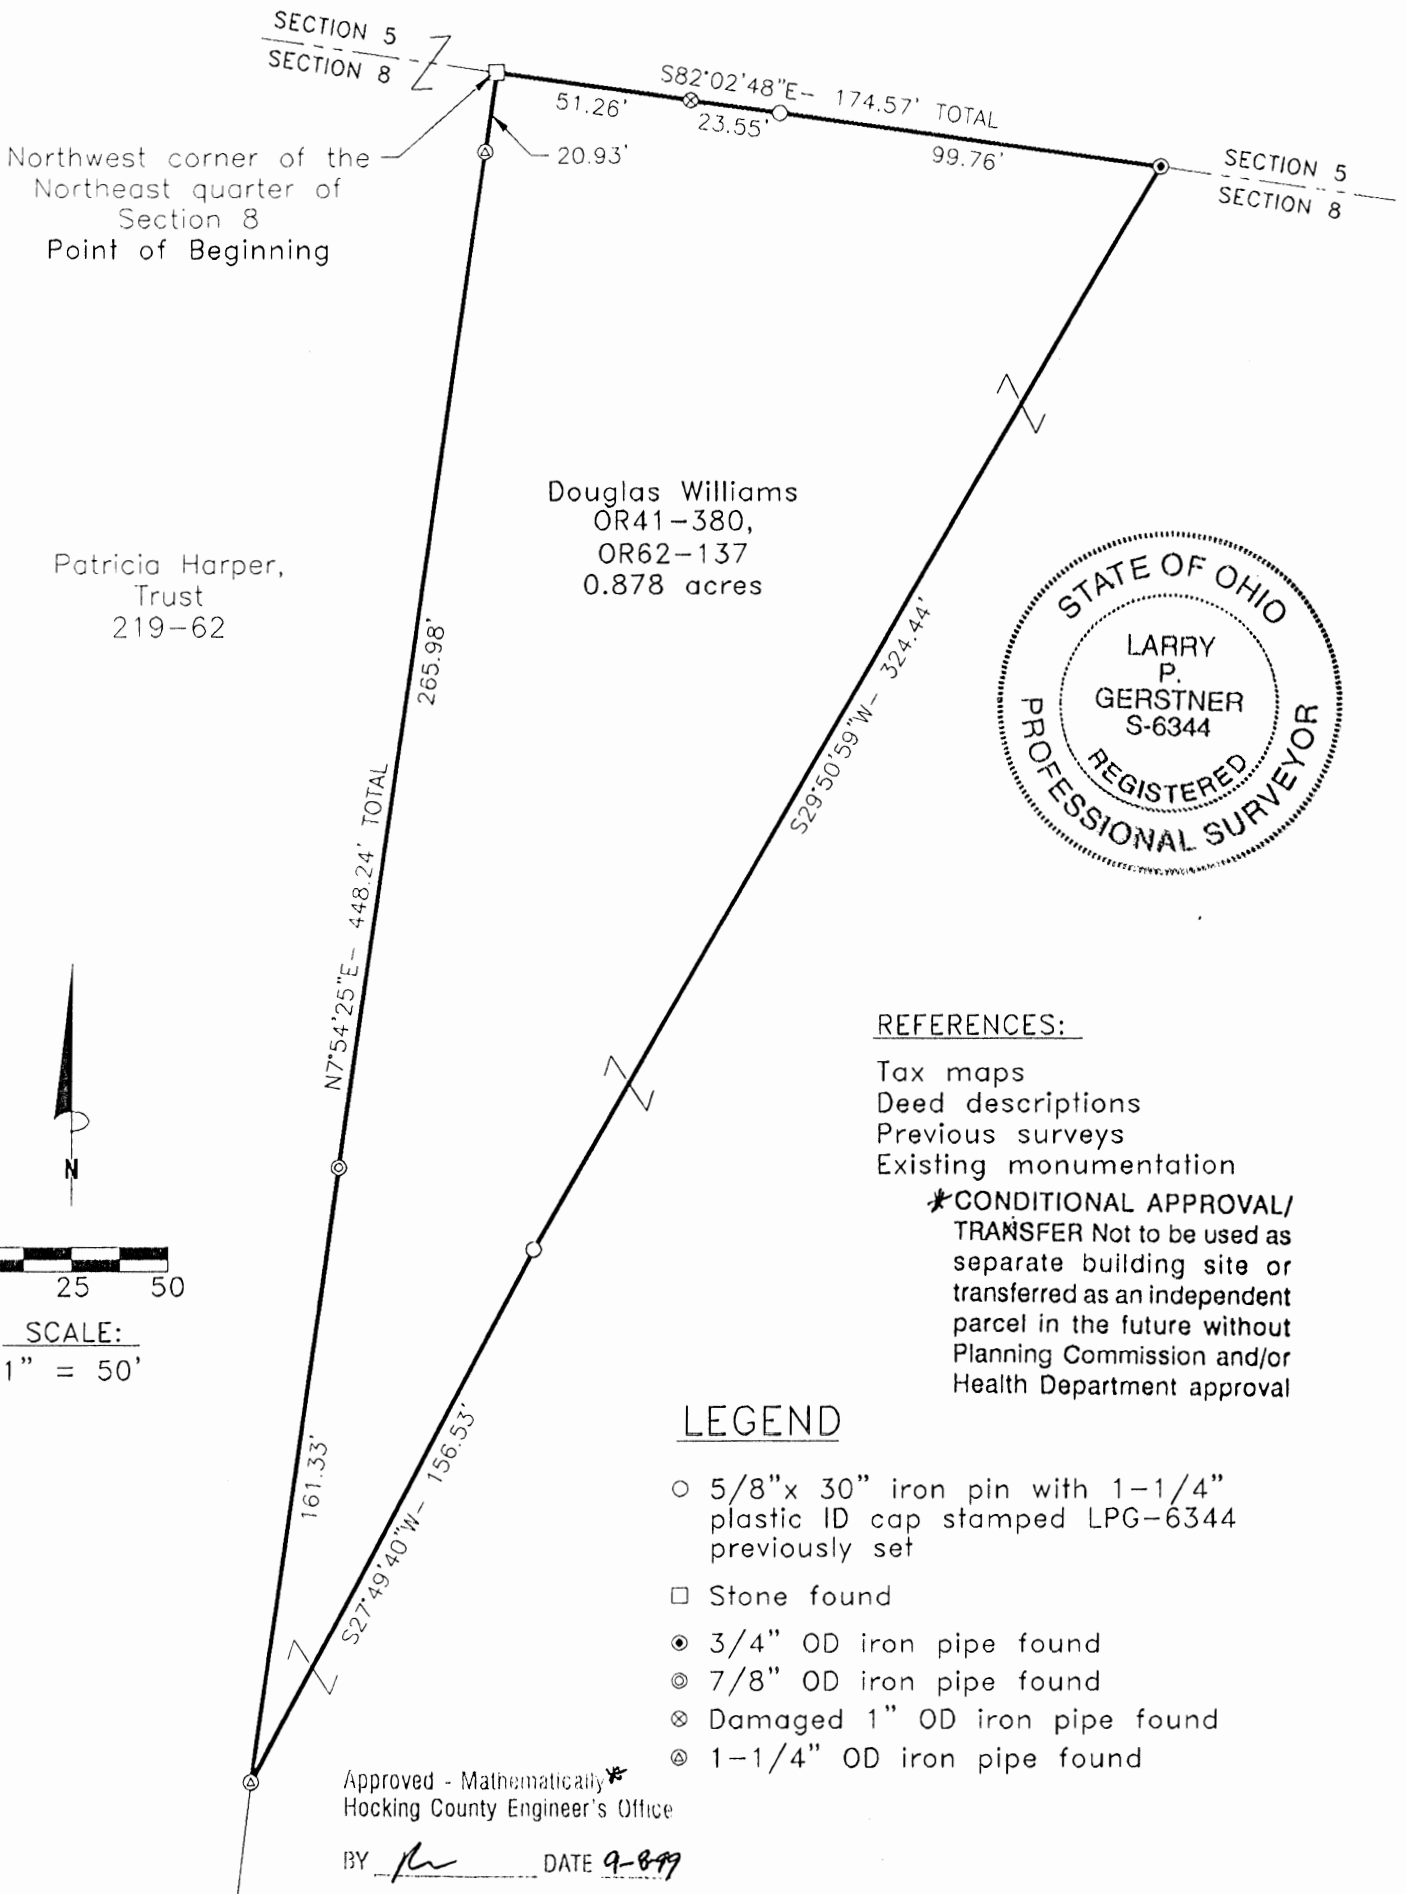 SECTION 5
SECTION 8
S82°02'48"E- 174.57' TOTAL
51.26'
23.55'
99.76'
SECTION 5
SECTION 8
20.93'
Northwest corner of the
Northeast quarter of
Section 8
Point of Beginning
Douglas Williams
OR41-380,
OR62-137
0.878 acres
Patricia Harper,
Trust
219-62
265.98'
N7°54'25"E- 448.24' TOTAL
S29°50'59"W- 324.44'
STATE OF OHIO
LARRY
P.
GERSTNER
S-6344
REGISTERED
PROFESSIONAL SURVEYOR
N
25 50
SCALE:
1" = 50'
REFERENCES:
Tax maps
Deed descriptions
Previous surveys
Existing monumentation
*CONDITIONAL APPROVAL/
TRANSFER Not to be used as
separate building site or
transferred as an independent
parcel in the future without
Planning Commission and/or
Health Department approval
161.33'
S27°49'40"W- 156.53'
LEGEND
5/8"x 30" iron pin with 1-1/4"
plastic ID cap stamped LPG-6344
previously set
Stone found
3/4" OD iron pipe found
7/8" OD iron pipe found
Damaged 1" OD iron pipe found
1-1/4" OD iron pipe found
Approved - Mathematically*
Hocking County Engineer's Office
BY DATE 9-8-99